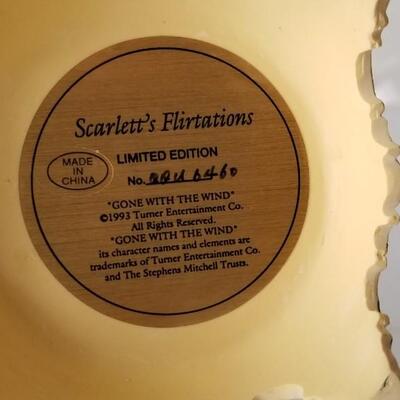 Scarlett's Flirtations
MADE IN CHINA
LIMITED EDITION
No.
"GONE WITH THE WIND"
©1993 Turner Entertainment Co.
All Rights Reserved.
"GONE WITH THE WIND"
its character names and elements are
trademarks of Turner Entertainment Co.
and The Stephens Mitchell Trusts.